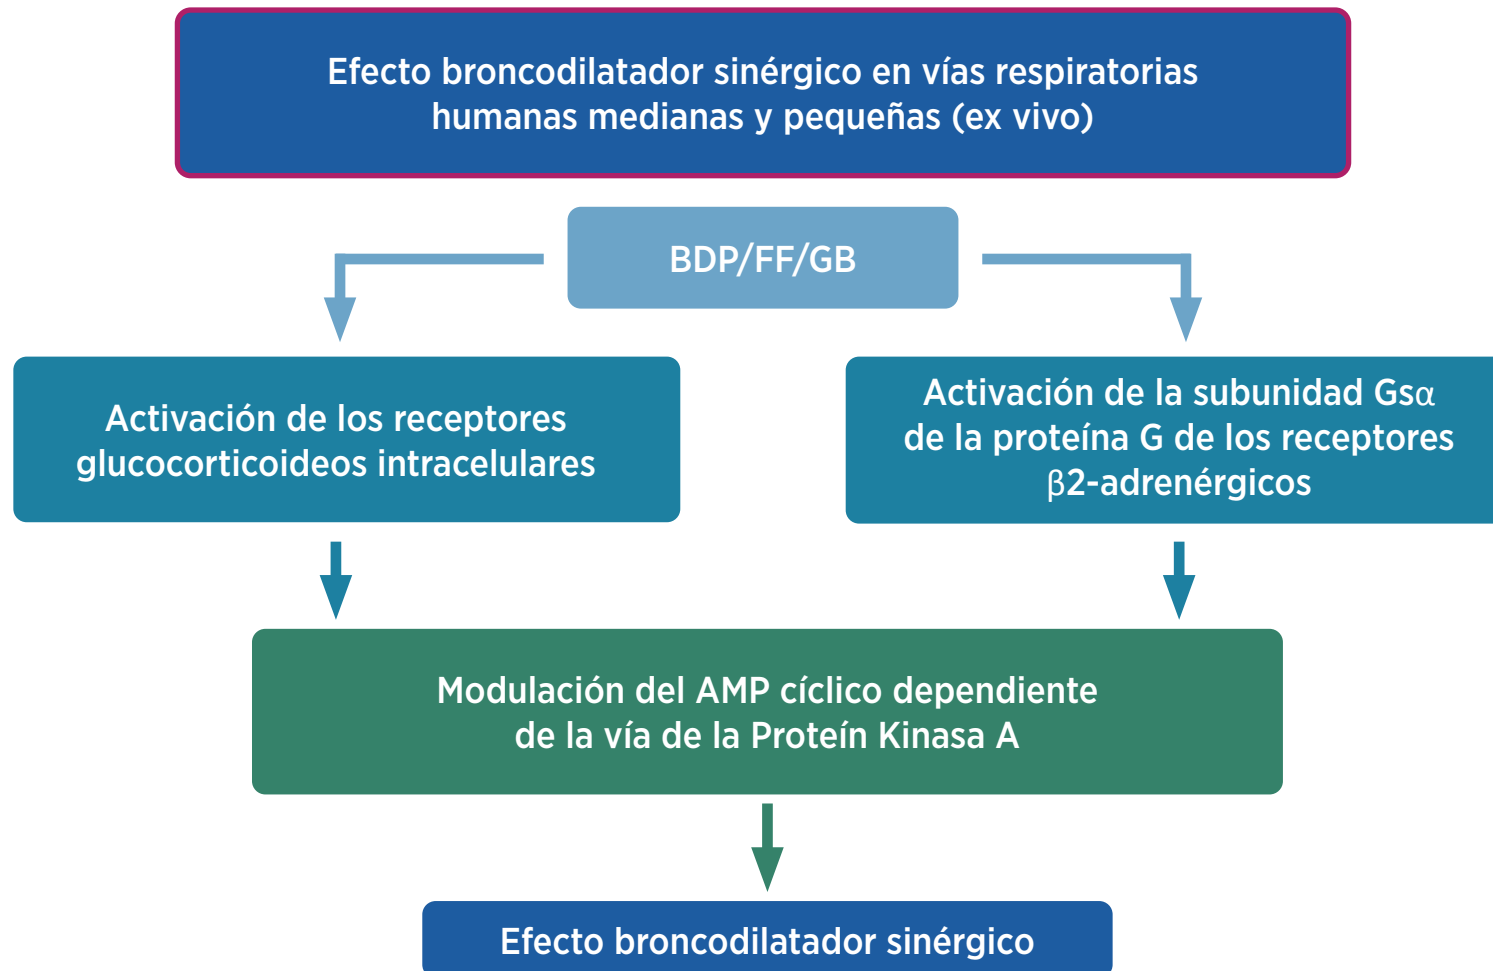 Efecto broncodilatador sinérgico en vías respiratorias
humanas medianas y pequeñas (ex vivo)
BDP/FF/GB
Activación de los receptores
glucocorticoideos intracelulares
Activación de la subunidad Gsα
de la proteína G de los receptores
β2-adrenérgicos
Modulación del AMP cíclico dependiente
de la vía de la Proteín Kinasa A
Efecto broncodilatador sinérgico